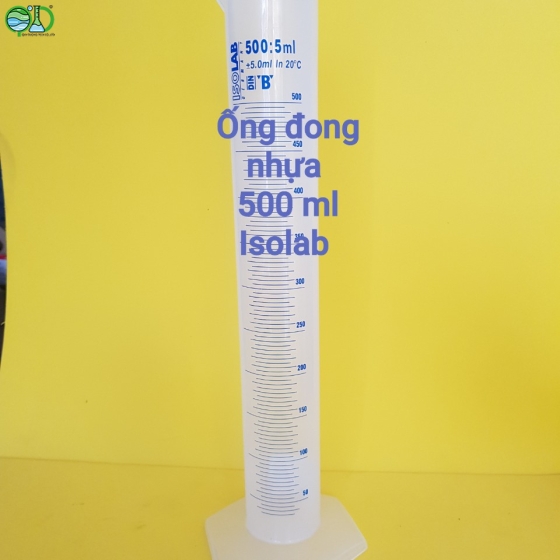 500:5ml
±5.0ml In 20°C
ISOLAB
DIN "B"
500
Ống đong
450
nhựa
400
500 ml
Isolab
300
250
200
150
100
50